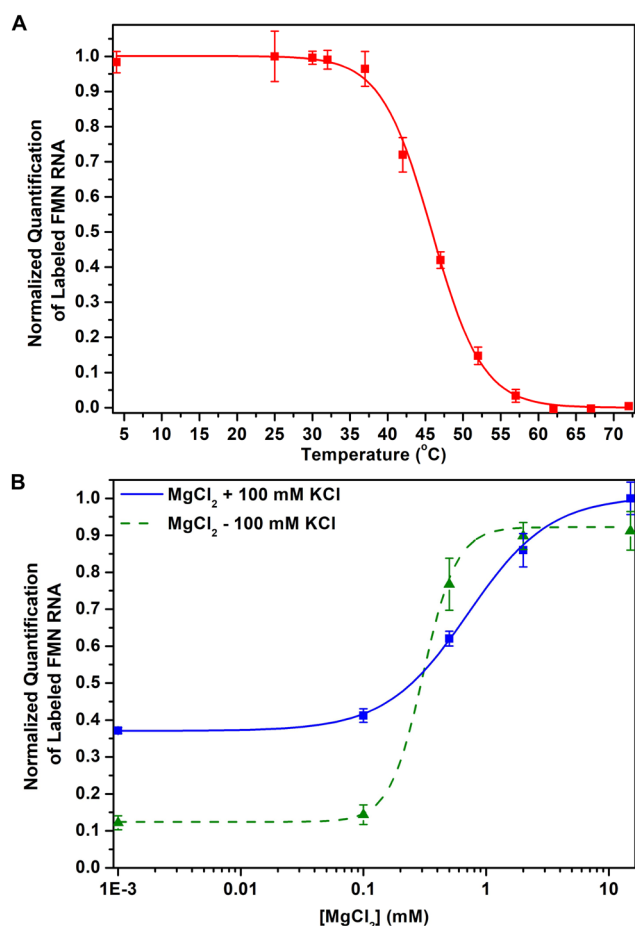 A
Normalized Quantification
of Labeled FMN RNA
1.0
0.9
0.8
0.7
0.6
0.5
0.4
0.3
0.2
0.1
0.0
5 10 15 20 25 30 35 40 45 50 55 60 65 70
Temperature (°C)
B
MgCl₂ + 100 mM KCl
MgCl₂ - 100 mM KCl
Normalized Quantification
of Labeled FMN RNA
1.0
0.9
0.8
0.7
0.6
0.5
0.4
0.3
0.2
0.1
0.0
1E-3 0.01 0.1 1 10
[MgCl₂] (mM)